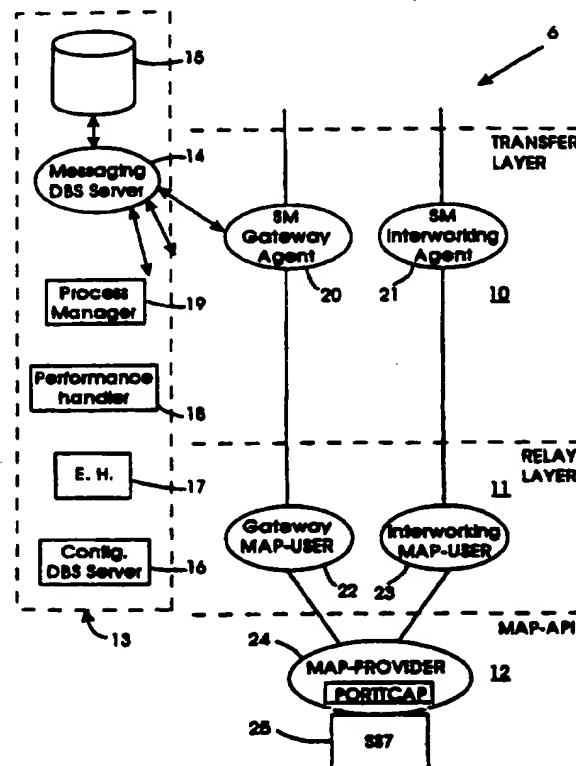 15
6
14
TRANSFER
LAYER
Messaging
DBS Server
SM
Gateway
Agent
SM
Interworking
Agent
20
21
10
Process
Manager
19
Performance
handler
18
RELAY
LAYER
E. H.
17
11
Gateway
MAP-USER
Interworking
MAP-USER
Config.
DBS Server
16
22
23
13
MAP-API
24
MAP-PROVIDER
12
PORTTCAP
25
SS7